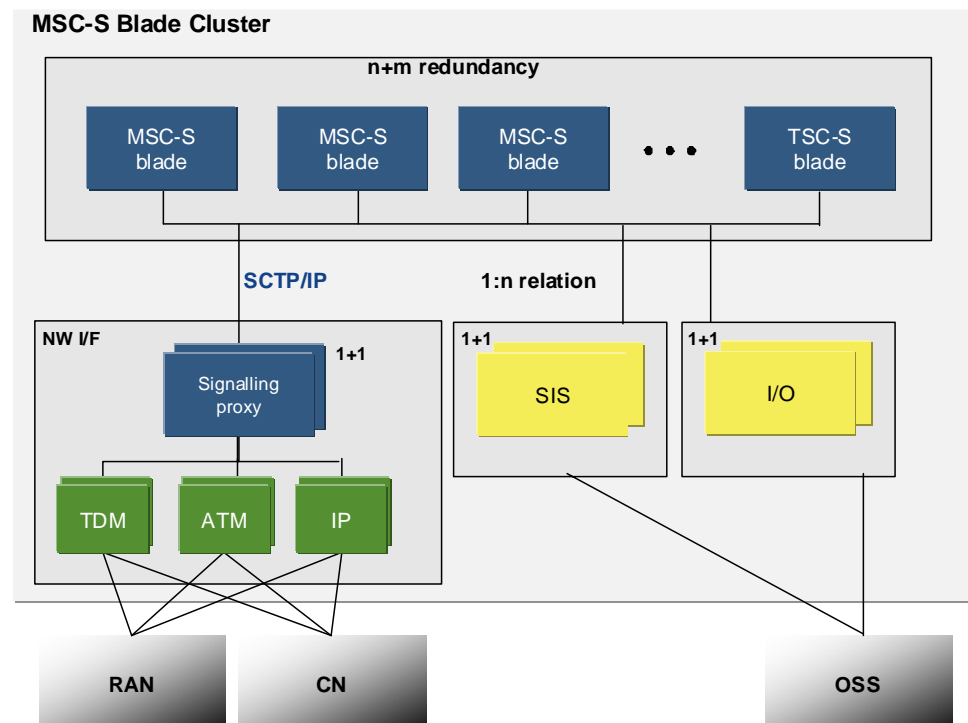 MSC-S Blade Cluster
n+m redundancy
MSC-S
blade
MSC-S
blade
MSC-S
blade
TSC-S
blade
SCTP/IP
1:n relation
NW I/F
1+1
Signalling
proxy
1+1
SIS
1+1
I/O
TDM
ATM
IP
RAN
CN
OSS